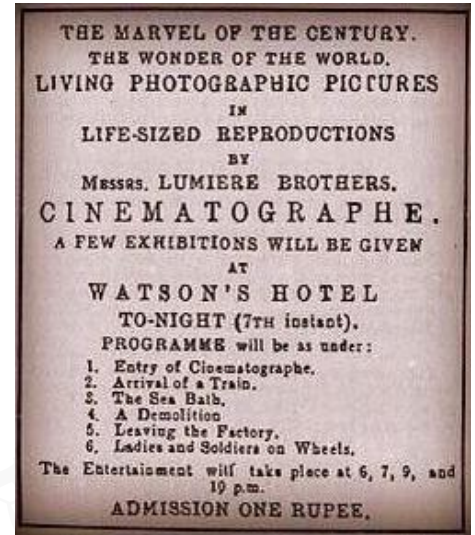 THE MARVEL OF THE CENTURY.
THE WONDER OF THE WORLD.
LIVING PHOTOGRAPHIC PICTURES
IN
LIFE-SIZED REPRODUCTIONS
BY
MESSRS. LUMIERE BROTHERS.
CINEMATOGRAPHE.
A FEW EXHIBITIONS WILL BE GIVEN
AT
WATSON'S HOTEL
TO-NIGHT (7TH instant).
PROGRAMME will be as under:
1. Entry of Cinematographe.
2. Arrival of a Train.
3. The Sea Bath.
4. A Demolition
5. Leaving the Factory.
6. Ladies and Soldiers on Wheels.
The Entertainment will take place at 6, 7, 9, and
10 p.m.
ADMISSION ONE RUPEE.